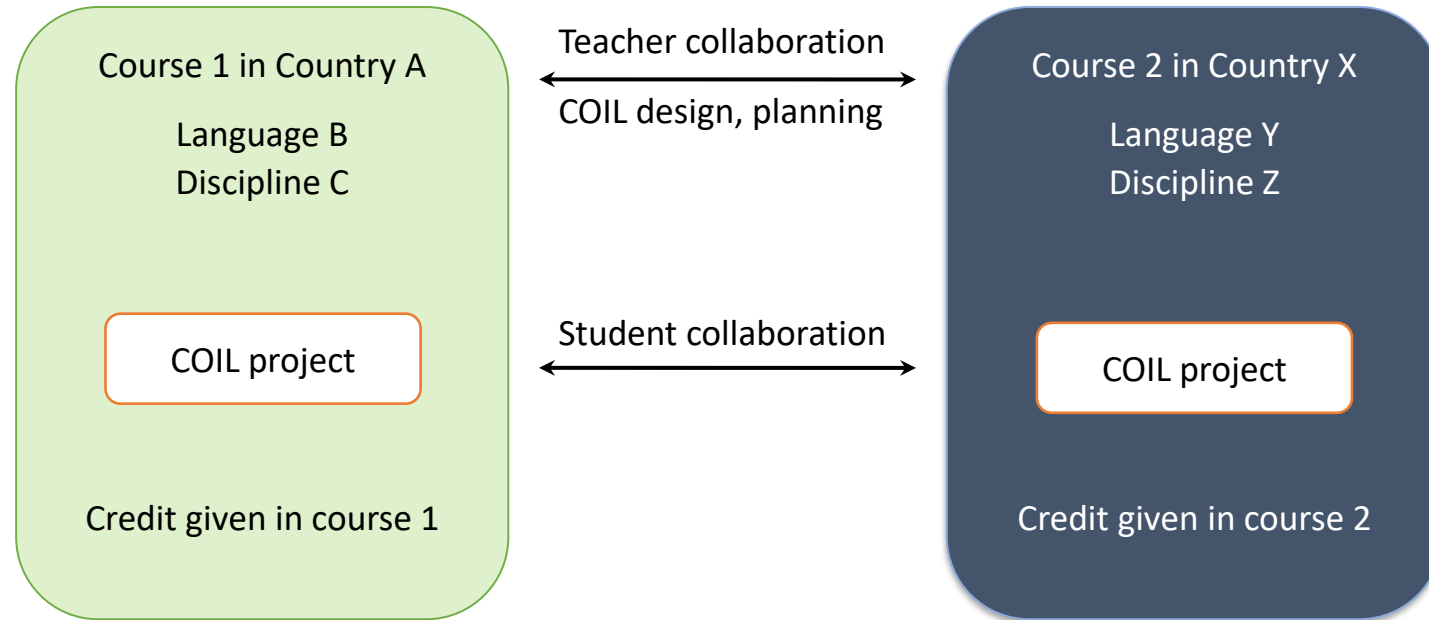 Course 1 in Country A
Language B
Discipline C
COIL project
Credit given in course 1
Teacher collaboration
COIL design, planning
Student collaboration
Course 2 in Country X
Language Y
Discipline Z
COIL project
Credit given in course 2